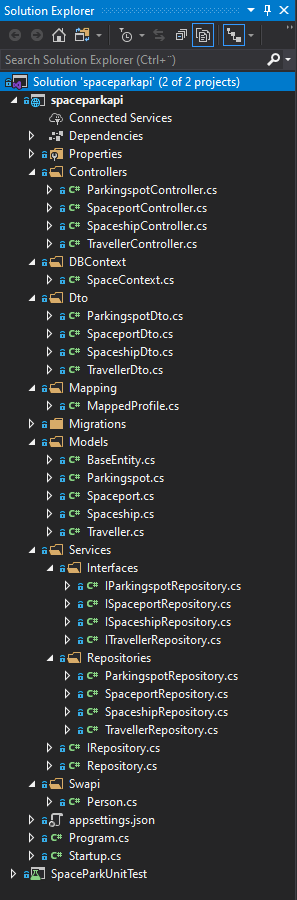 Solution Explorer
Search Solution Explorer (Ctrl+¨)
Solution 'spaceparkapi' (2 of 2 projects)
spaceparkapi
Connected Services
Dependencies
Properties
Controllers
C# ParkingspotController.cs
C# SpaceportController.cs
C# SpaceshipController.cs
C# TravellerController.cs
DBContext
C# SpaceContext.cs
Dto
C# ParkingspotDto.cs
C# SpaceportDto.cs
C# SpaceshipDto.cs
C# TravellerDto.cs
Mapping
C# MappedProfile.cs
Migrations
Models
C# BaseEntity.cs
C# Parkingspot.cs
C# Spaceport.cs
C# Spaceship.cs
C# Traveller.cs
Services
Interfaces
C# IParkingspotRepository.cs
C# ISpaceportRepository.cs
C# ISpaceshipRepository.cs
C# ITravellerRepository.cs
Repositories
C# ParkingspotRepository.cs
C# SpaceportRepository.cs
C# SpaceshipRepository.cs
C# TravellerRepository.cs
C# IRepository.cs
C# Repository.cs
Swapi
C# Person.cs
appsettings.json
C# Program.cs
C# Startup.cs
SpaceParkUnitTest